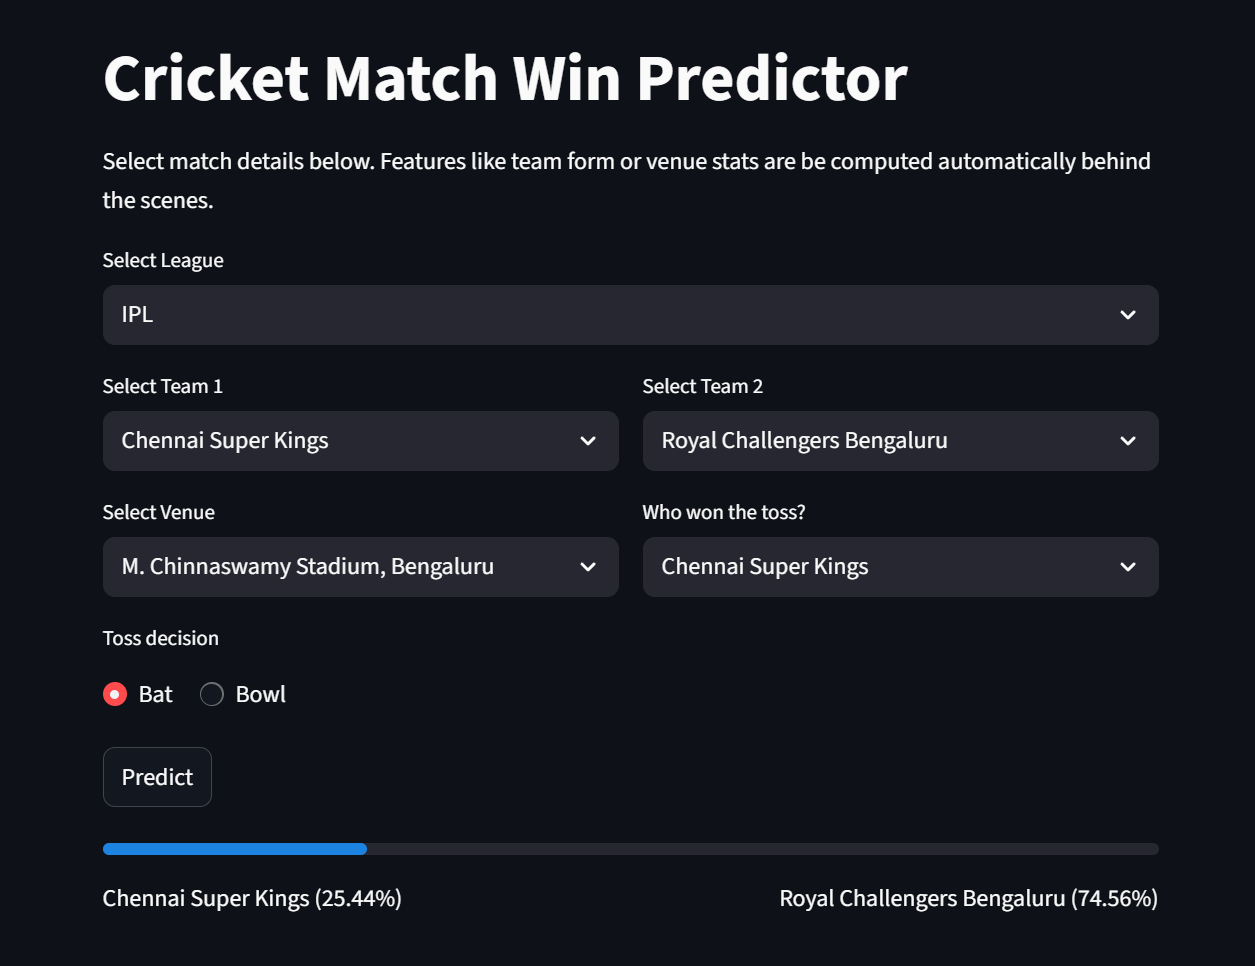 Cricket Match Win Predictor
Select match details below. Features like team form or venue stats are be computed automatically behind
the scenes.
Select League
IPL
Select Team 1
Select Team 2
Chennai Super Kings
Royal Challengers Bengaluru
Select Venue
Who won the toss?
M. Chinnaswamy Stadium, Bengaluru
Chennai Super Kings
Toss decision
Bat
Bowl
Predict
Chennai Super Kings (25.44%)
Royal Challengers Bengaluru (74.56%)